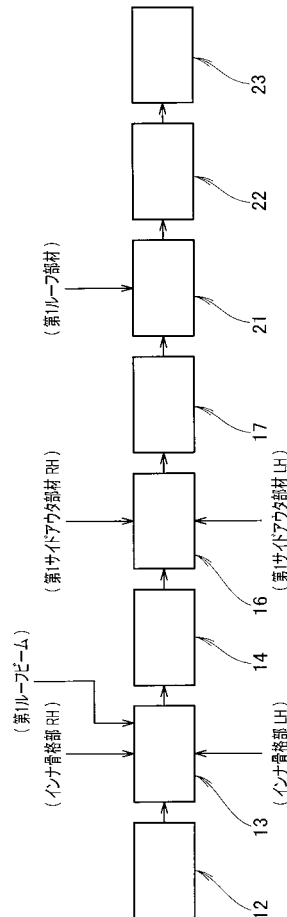 (第1ルーフビーム)
(インナ骨格部 RH)
(第1サイドアウタ部材 RH)
(第1ルーフ部材)
(インナ骨格部 LH)
(第1サイドアウタ部材 LH)
12
13
14
16
17
21
22
23